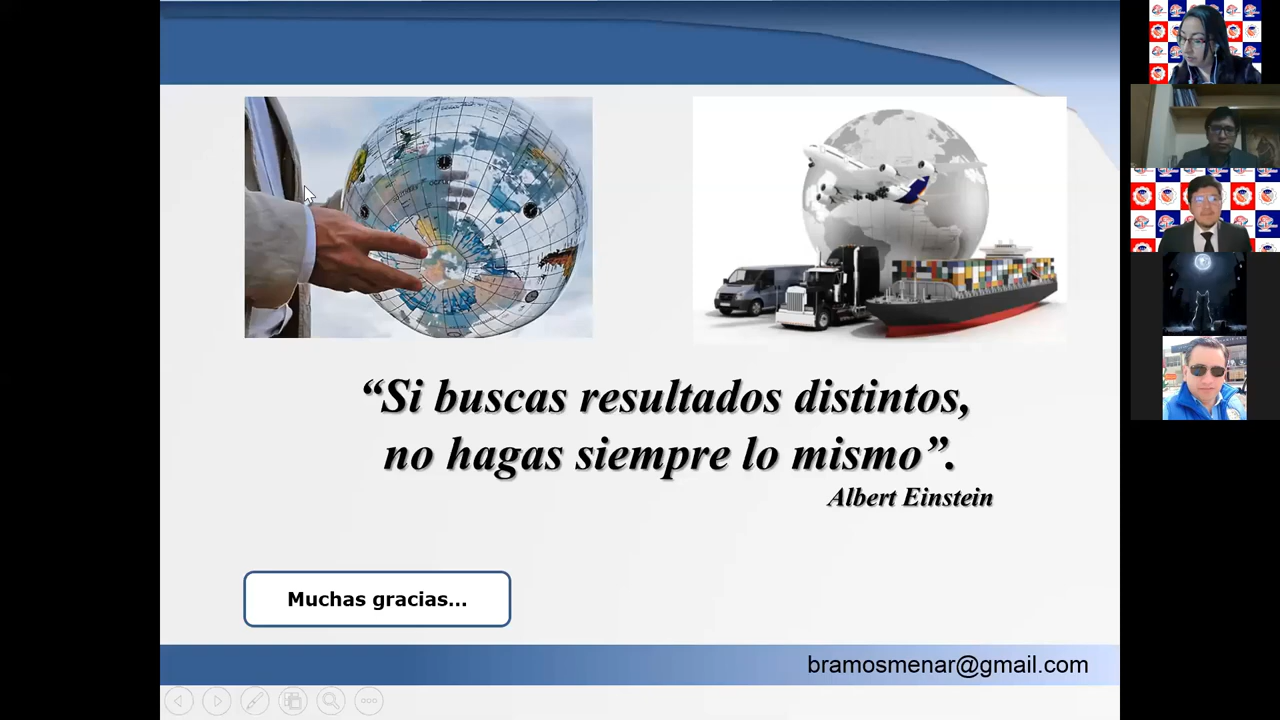 “Si buscas resultados distintos,
no hagas siempre lo mismo”.
Albert Einstein
Muchas gracias...
bramosmenar@gmail.com